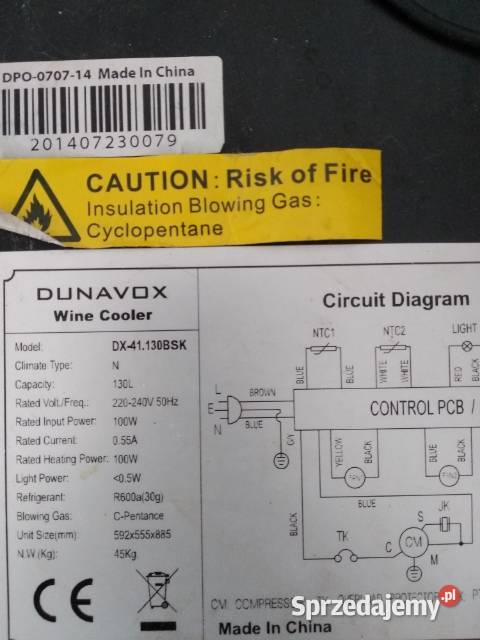 DPO-0707-14 Made In China
201407230079
CAUTION: Risk of Fire
Insulation Blowing Gas:
Cyclopentane
DUNAVOX
Wine Cooler
Model: DX-41.130BSK
Climate Type: N
Capacity: 130L
Rated Volt./Freq.: 220-240V 50Hz
Rated Input Power: 100W
Rated Current: 0.55A
Rated Heating Power: 100W
Light Power: <0.5W
Refrigerant: R600a(30g)
Blowing Gas: C-Pentance
Unit Size(mm): 592x555x885
N.W.(Kg): 45Kg
CE
Circuit Diagram
NTC1 NTC2 LIGHT
BLUE BLUE WHITE WHITE RED BLACK
L BROWN
E
N BLUE
GY
CONTROL PCB /
YELLOW BLACK BLUE BLACK
BLUE
BLACK
TK C CM S M JK
CM: COMPRESS
Made In China
Sprzedajemy.pl